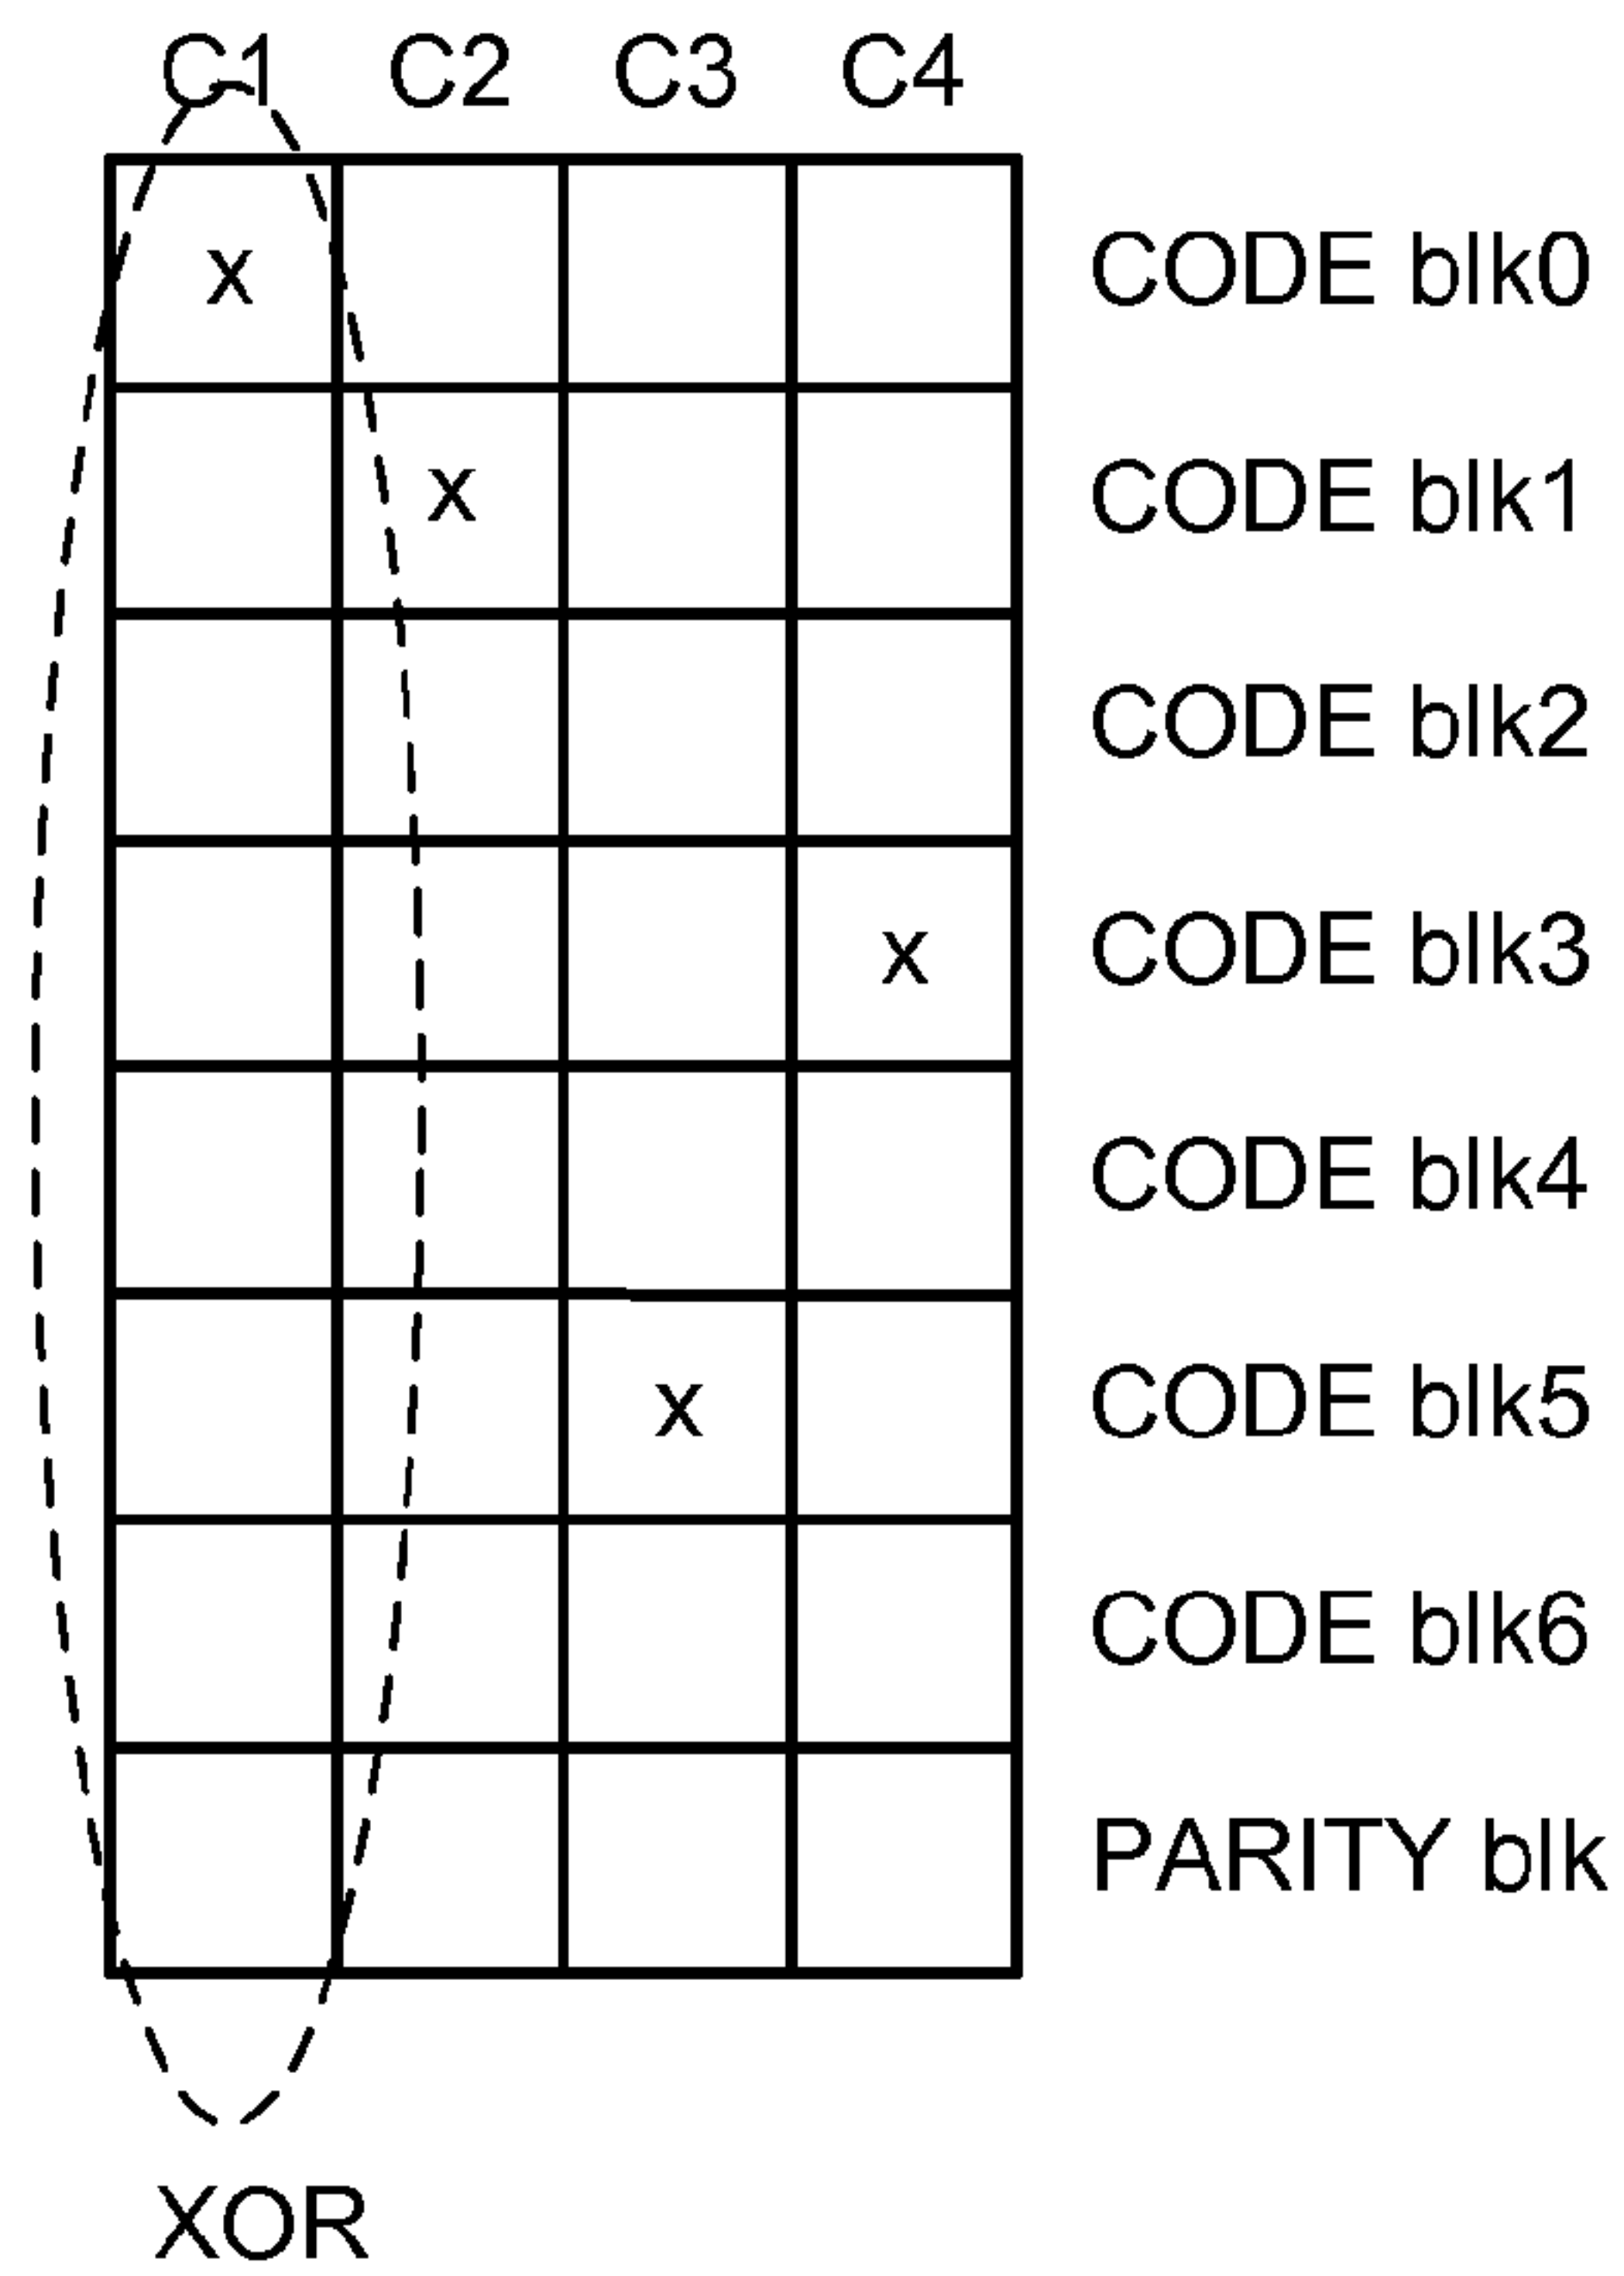 C1 C2 C3 C4
x CODE blk0
x CODE blk1
CODE blk2
x CODE blk3
CODE blk4
x CODE blk5
CODE blk6
PARITY blk
XOR